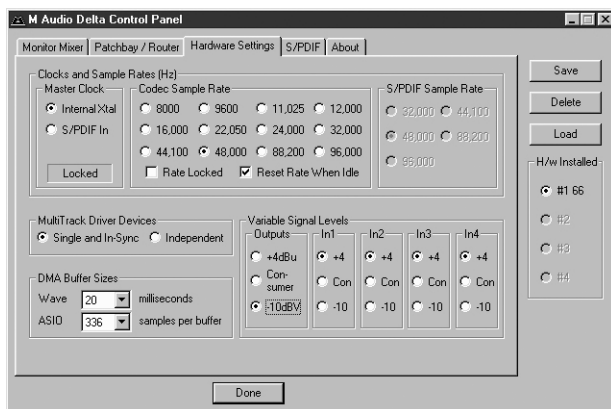 M Audio Delta Control Panel
Monitor Mixer Patchbay / Router Hardware Settings S/PDIF About
Clocks and Sample Rates (Hz)
Master Clock
Internal Xtal
S/PDIF In
Locked
Codec Sample Rate
8000 9600 11,025 12,000
16,000 22,050 24,000 32,000
44,100 48,000 88,200 96,000
Rate Locked Reset Rate When Idle
S/PDIF Sample Rate
32,000 44,100
48,000 88,200
96,000
MultiTrack Driver Devices
Single and In-Sync Independent
DMA Buffer Sizes
Wave 20 milliseconds
ASIO 336 samples per buffer
Variable Signal Levels
Outputs
+4dBu
Con-
sumer
-10dBV
In1
+4
Con
-10
In2
+4
Con
-10
In3
+4
Con
-10
In4
+4
Con
-10
Save
Delete
Load
H/w Installed
#1 66
#2
#3
#4
Done